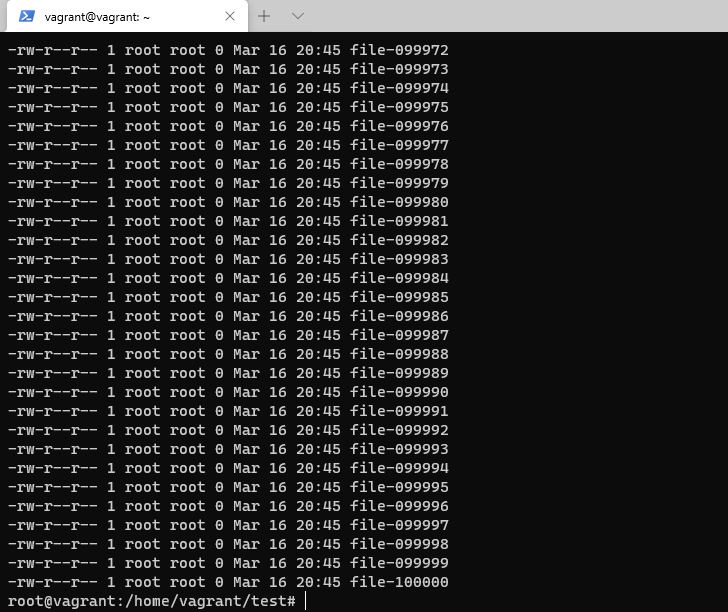 vagrant@vagrant: ~
-rw-r--r-- 1 root root 0 Mar 16 20:45 file-099972
-rw-r--r-- 1 root root 0 Mar 16 20:45 file-099973
-rw-r--r-- 1 root root 0 Mar 16 20:45 file-099974
-rw-r--r-- 1 root root 0 Mar 16 20:45 file-099975
-rw-r--r-- 1 root root 0 Mar 16 20:45 file-099976
-rw-r--r-- 1 root root 0 Mar 16 20:45 file-099977
-rw-r--r-- 1 root root 0 Mar 16 20:45 file-099978
-rw-r--r-- 1 root root 0 Mar 16 20:45 file-099979
-rw-r--r-- 1 root root 0 Mar 16 20:45 file-099980
-rw-r--r-- 1 root root 0 Mar 16 20:45 file-099981
-rw-r--r-- 1 root root 0 Mar 16 20:45 file-099982
-rw-r--r-- 1 root root 0 Mar 16 20:45 file-099983
-rw-r--r-- 1 root root 0 Mar 16 20:45 file-099984
-rw-r--r-- 1 root root 0 Mar 16 20:45 file-099985
-rw-r--r-- 1 root root 0 Mar 16 20:45 file-099986
-rw-r--r-- 1 root root 0 Mar 16 20:45 file-099987
-rw-r--r-- 1 root root 0 Mar 16 20:45 file-099988
-rw-r--r-- 1 root root 0 Mar 16 20:45 file-099989
-rw-r--r-- 1 root root 0 Mar 16 20:45 file-099990
-rw-r--r-- 1 root root 0 Mar 16 20:45 file-099991
-rw-r--r-- 1 root root 0 Mar 16 20:45 file-099992
-rw-r--r-- 1 root root 0 Mar 16 20:45 file-099993
-rw-r--r-- 1 root root 0 Mar 16 20:45 file-099994
-rw-r--r-- 1 root root 0 Mar 16 20:45 file-099995
-rw-r--r-- 1 root root 0 Mar 16 20:45 file-099996
-rw-r--r-- 1 root root 0 Mar 16 20:45 file-099997
-rw-r--r-- 1 root root 0 Mar 16 20:45 file-099998
-rw-r--r-- 1 root root 0 Mar 16 20:45 file-099999
-rw-r--r-- 1 root root 0 Mar 16 20:45 file-100000
root@vagrant:/home/vagrant/test#